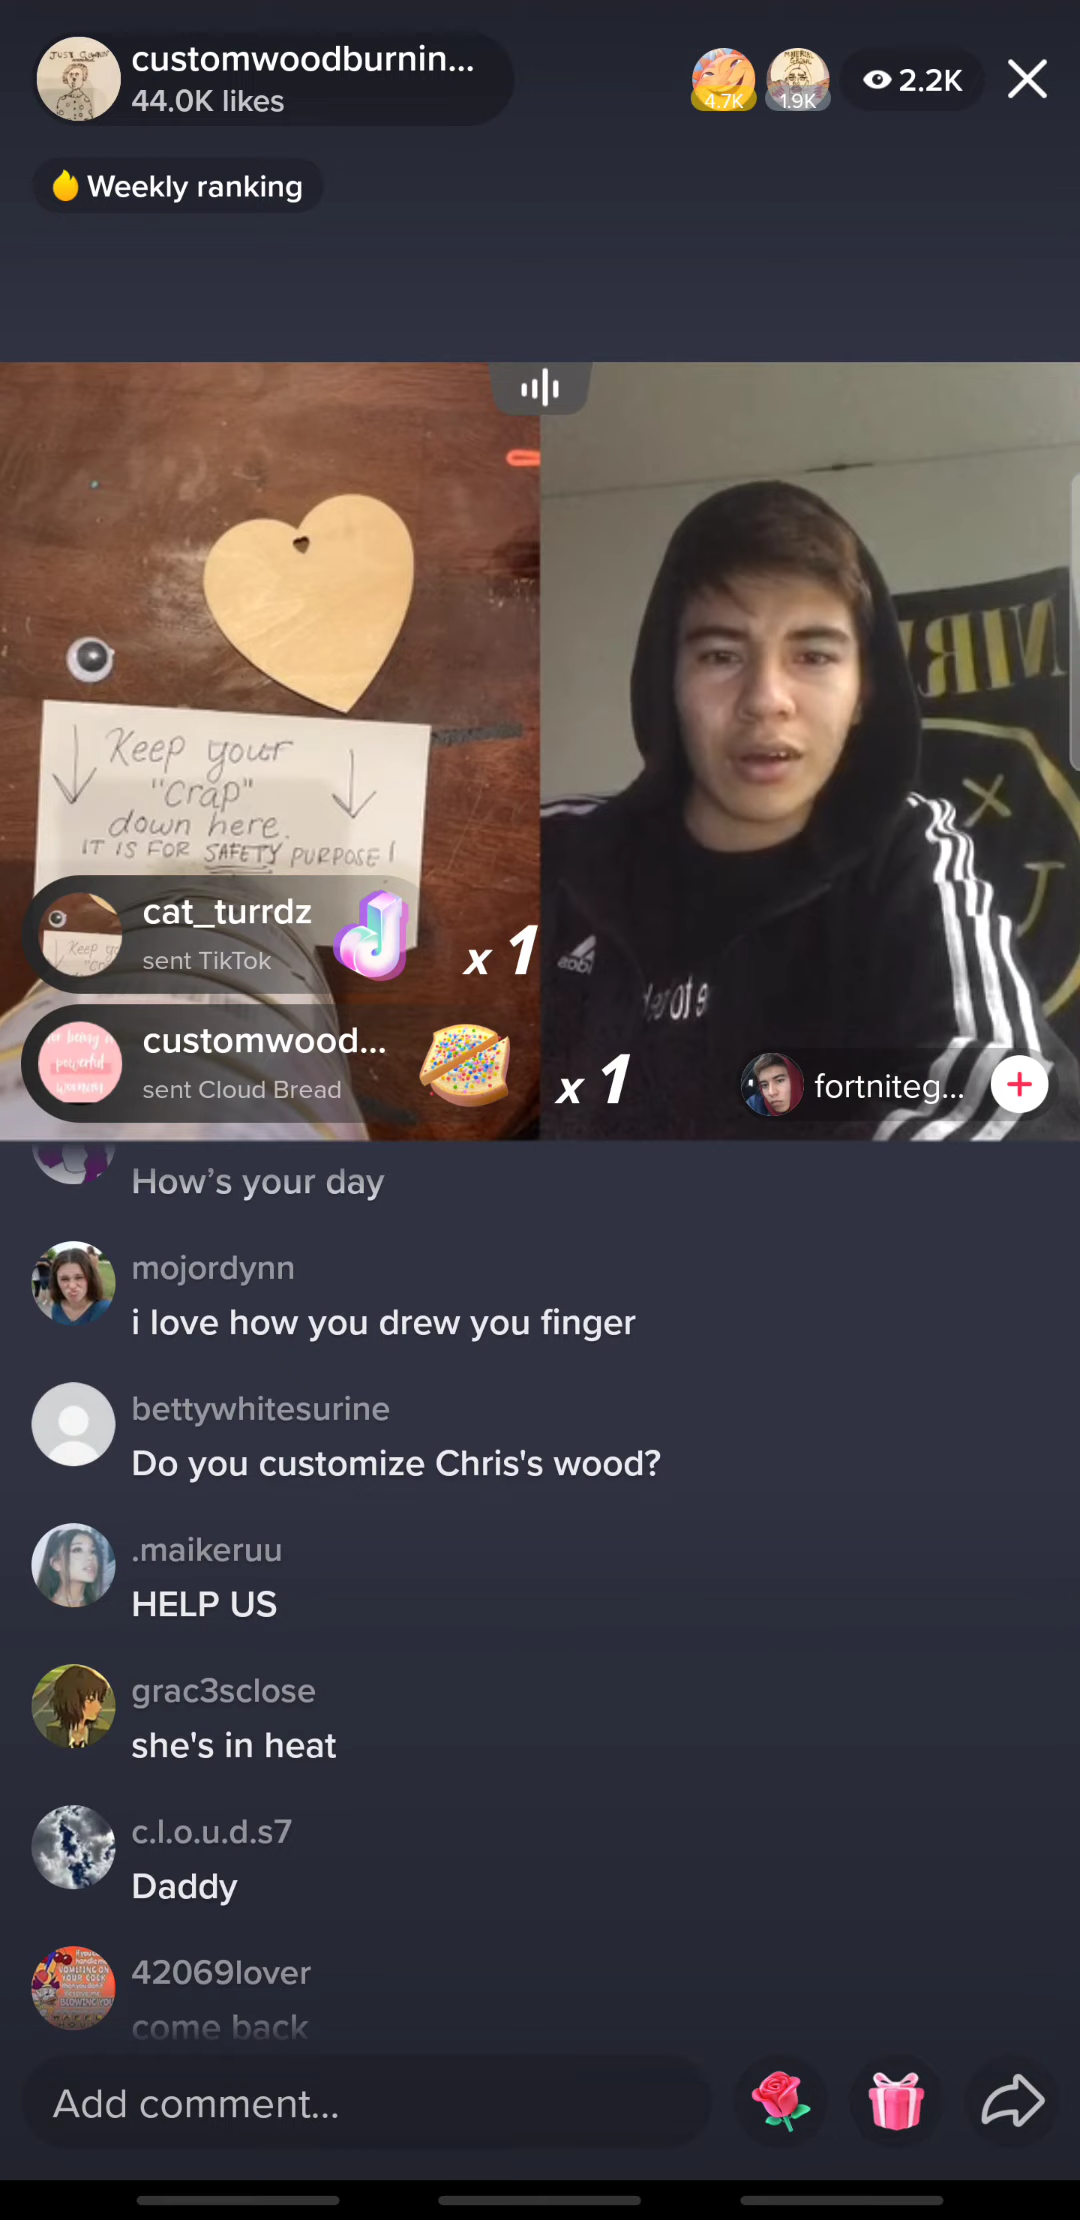 customwoodburnin...
44.0K likes
4.7K
1.9K
2.2K
Weekly ranking
NIR
Keep your
"Crap"
down here.
IT IS FOR SAFETY PURPOSE!
cat_turrdz
sent TikTok
x 1
customwood...
sent Cloud Bread
x 1
fortniteg...
How's your day
mojordynn
i love how you drew you finger
bettywhitesurine
Do you customize Chris's wood?
.maikeruu
HELP US
grac3sclose
she's in heat
c.l.o.u.d.s7
Daddy
42069lover
come back
Add comment...